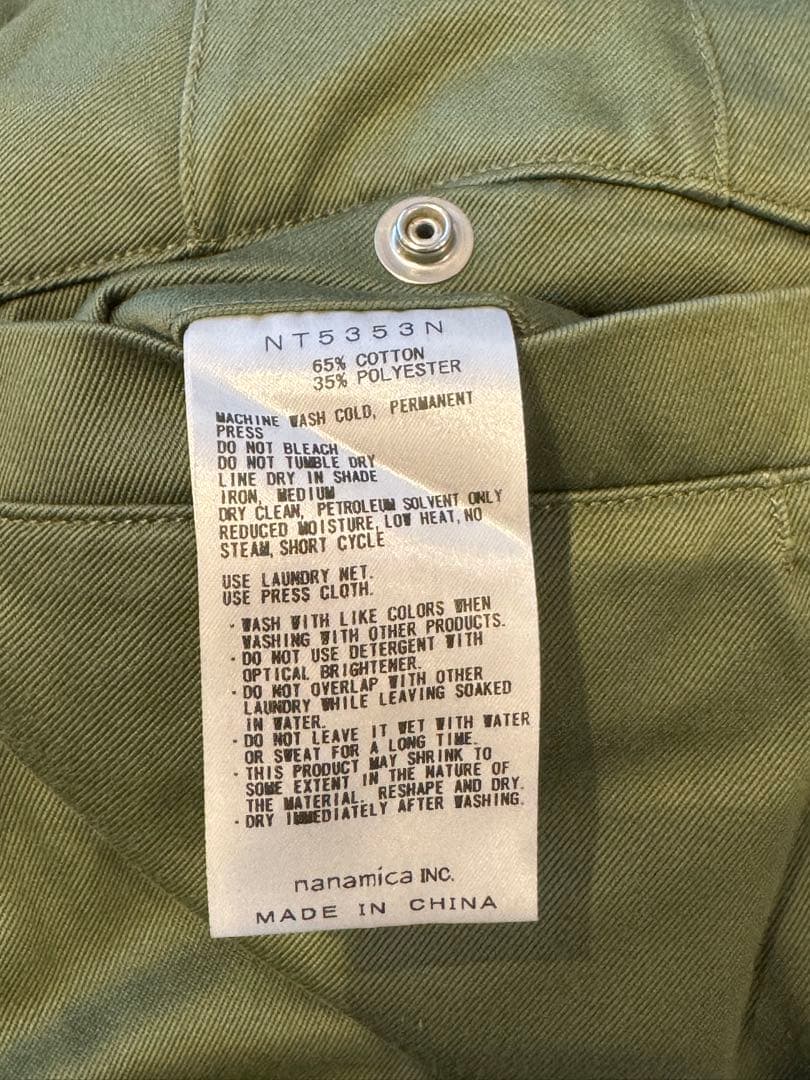 NT5353N
65% COTTON
35% POLYESTER
MACHINE WASH COLD, PERMANENT
PRESS
DO NOT BLEACH
DO NOT TUMBLE DRY
LINE DRY IN SHADE
IRON, MEDIUM
DRY CLEAN, PETROLEUM SOLVENT ONLY
REDUCED MOISTURE, LOW HEAT, NO
STEAM, SHORT CYCLE
USE LAUNDRY NET.
USE PRESS CLOTH.
· WASH WITH LIKE COLORS WHEN
WASHING WITH OTHER PRODUCTS.
· DO NOT USE DETERGENT WITH
OPTICAL BRIGHTENER.
· DO NOT OVERLAP WITH OTHER
LAUNDRY WHILE LEAVING SOAKED
IN WATER.
· DO NOT LEAVE IT WET WITH WATER
OR SWEAT FOR A LONG TIME.
· THIS PRODUCT MAY SHRINK TO
SOME EXTENT IN THE NATURE OF
THE MATERIAL. RESHAPE AND DRY.
· DRY IMMEDIATELY AFTER WASHING.
nanamica INC.
MADE IN CHINA